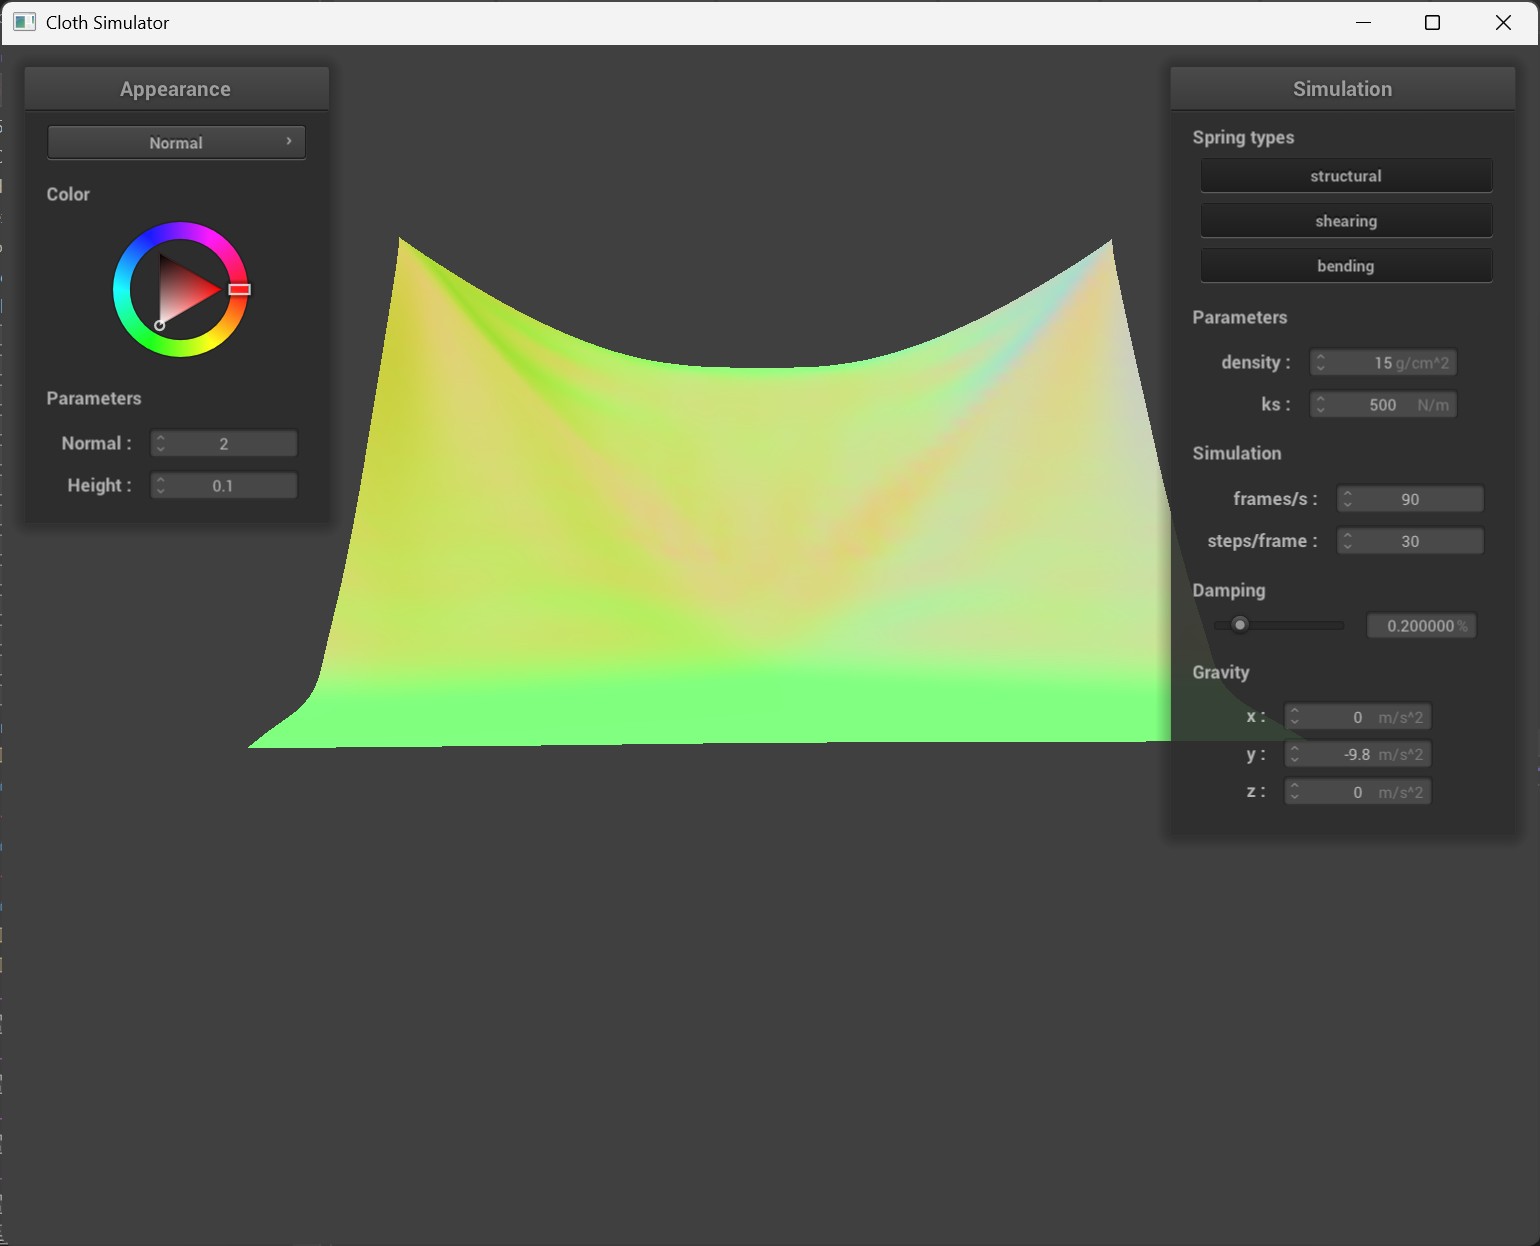 Cloth Simulator
Appearance
Normal
Color
Parameters
Normal : 2
Height : 0.1
Simulation
Spring types
structural
shearing
bending
Parameters
density : 15 g/cm^2
ks : 500 N/m
Simulation
frames/s : 90
steps/frame : 30
Damping
0.200000 %
Gravity
x : 0 m/s^2
y : -9.8 m/s^2
z : 0 m/s^2